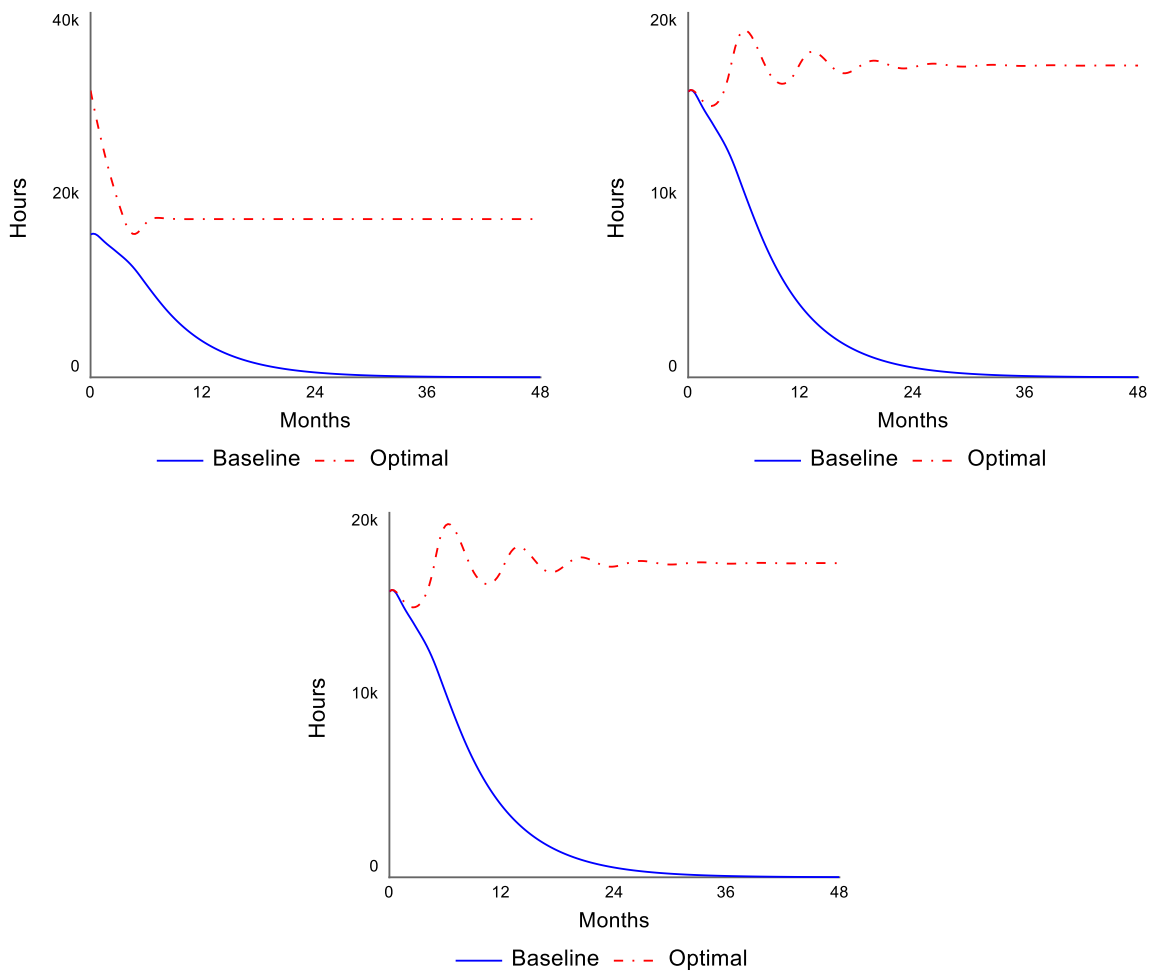 40k
20k
0
Hours
0 12 24 36 48
Months
Baseline Optimal
20k
10k
0
Hours
0 12 24 36 48
Months
Baseline Optimal
20k
10k
0
Hours
0 12 24 36 48
Months
Baseline Optimal